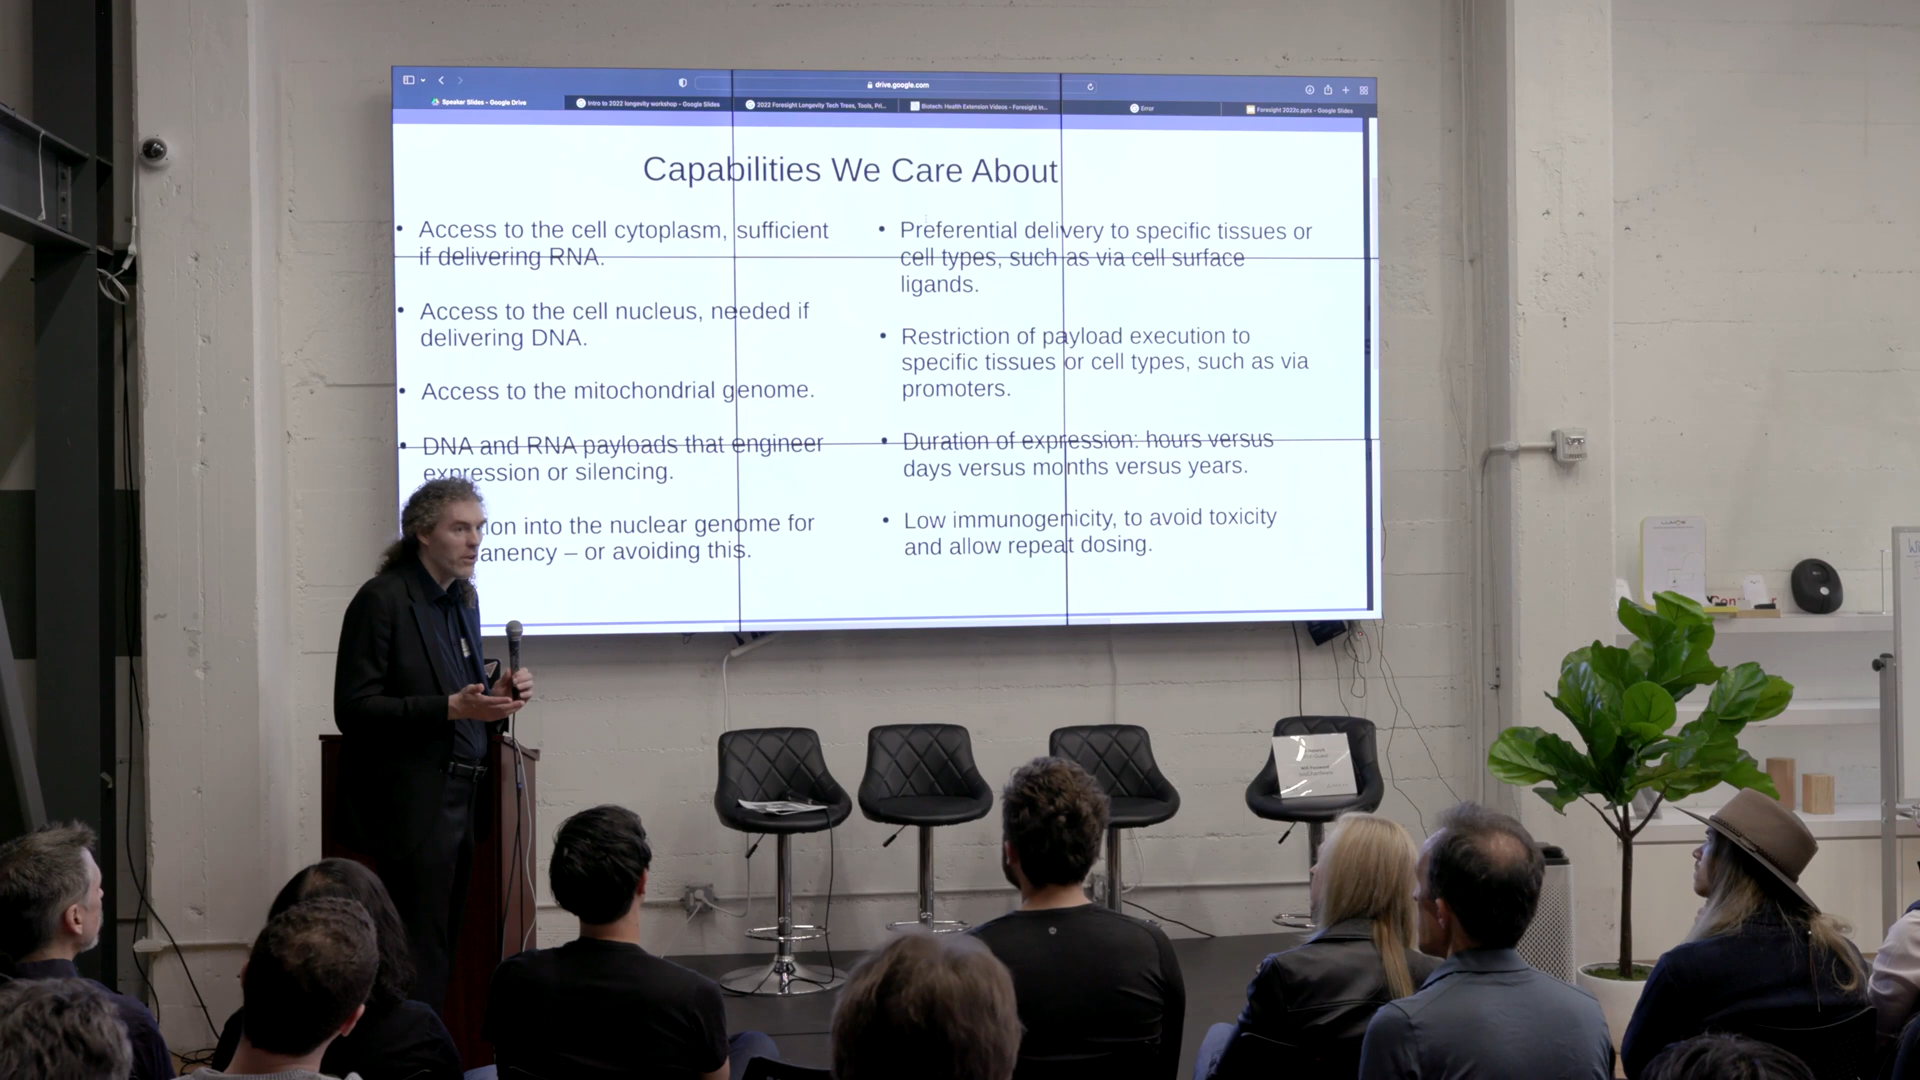 drive.google.com
Speaker Slides - Google Drive
Intro to 2022 longevity workshop - Google Slides
2022 Foresight Longevity Tech Trees, Tools, Pri...
Biotech: Health Extension Videos - Foresight In...
Error
Foresight 2022c.pptx - Google Slides
Capabilities We Care About
• Access to the cell cytoplasm, sufficient
if delivering RNA.
• Access to the cell nucleus, needed if
delivering DNA.
• Access to the mitochondrial genome.
• DNA and RNA payloads that engineer
expression or silencing.
ion into the nuclear genome for
anency – or avoiding this.
• Preferential delivery to specific tissues or
cell types, such as via cell surface
ligands.
• Restriction of payload execution to
specific tissues or cell types, such as via
promoters.
• Duration of expression: hours versus
days versus months versus years.
• Low immunogenicity, to avoid toxicity
and allow repeat dosing.